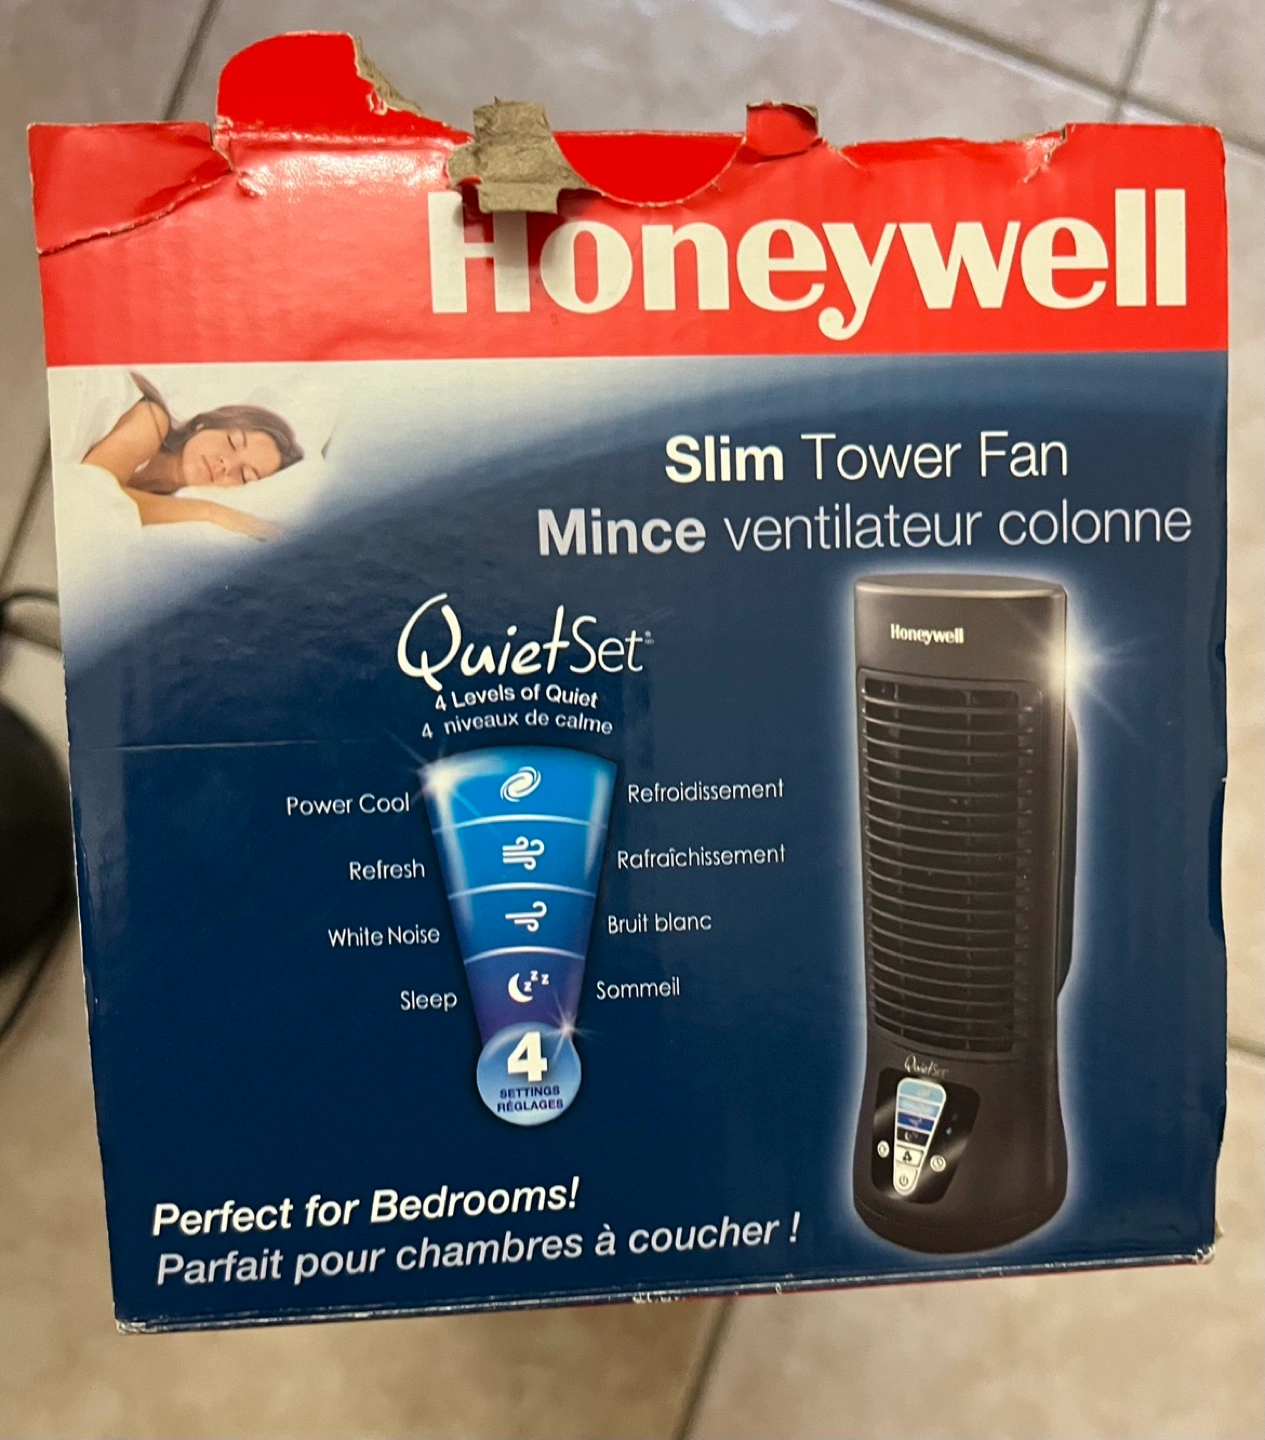 Honeywell
Slim Tower Fan
Mince ventilateur colonne
QuietSet
4 Levels of Quiet
4 niveaux de calme
Power Cool
Refroidissement
Refresh
Rafraîchissement
White Noise
Bruit blanc
Sleep
Sommeil
z z z
4
SETTINGS
RÉGLAGES
Perfect for Bedrooms!
Parfait pour chambres à coucher !
Honeywell
QuietSet